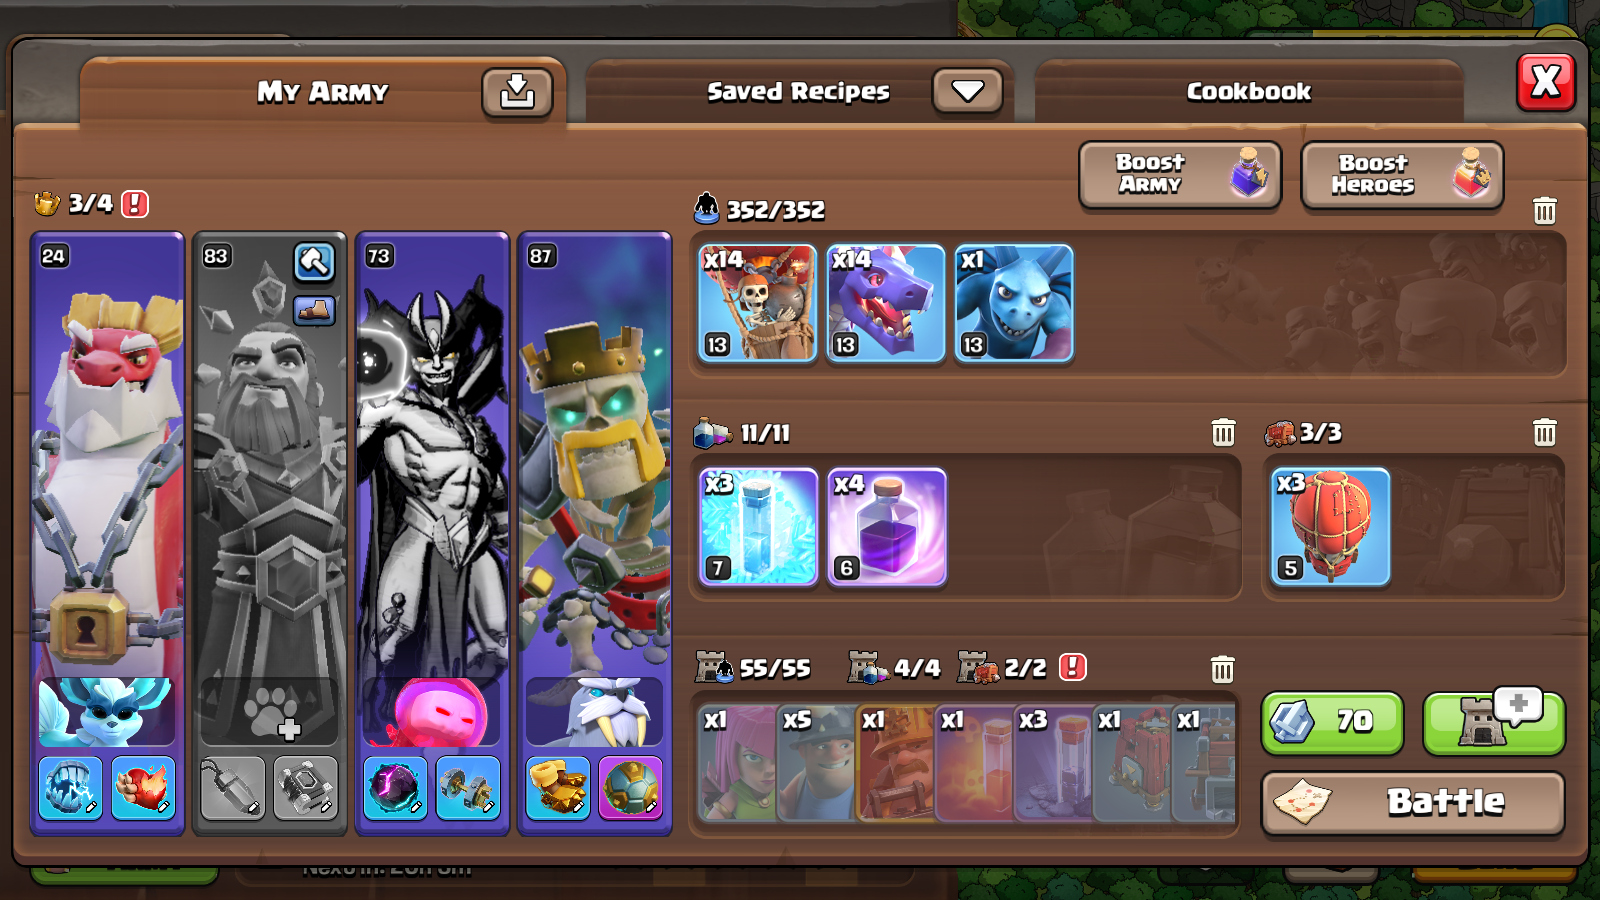 My Army
Saved Recipes
Cookbook
X
Boost
Army
Boost
Heroes
3/4
!
352/352
24
83
73
87
x14
x14
x1
13
13
13
11/11
3/3
x3
x4
x3
7
6
5
55/55
4/4
2/2
!
x1
x5
x1
x1
x3
x1
x1
70
Battle